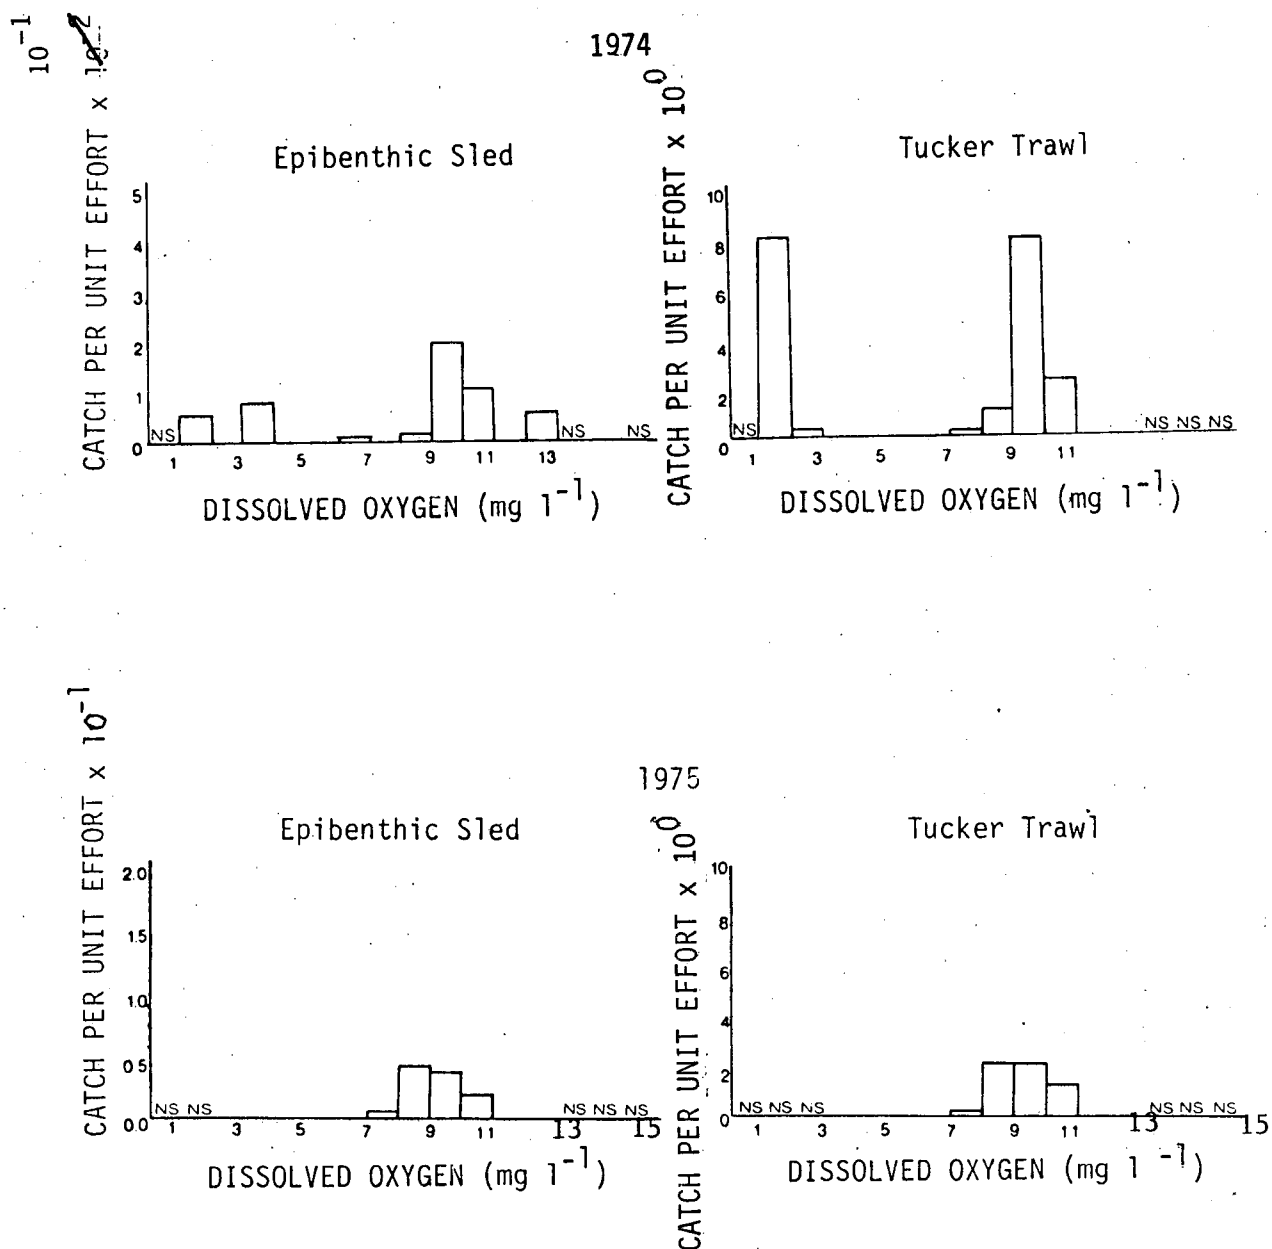 1974
10⁻¹
CATCH PER UNIT EFFORT x 10⁻²
Epibenthic Sled
5
4
3
2
1
0
NS NS NS
1 3 5 7 9 11 13
DISSOLVED OXYGEN (mg l⁻¹)
CATCH PER UNIT EFFORT x 10⁰
Tucker Trawl
10
8
6
4
2
0
NS NS NS NS
1 3 5 7 9 11
DISSOLVED OXYGEN (mg l⁻¹)
1975
CATCH PER UNIT EFFORT x 10⁻¹
Epibenthic Sled
2.0
1.5
1.0
0 5
0.0
NS NS NS NS NS
1 3 5 7 9 11 13 15
DISSOLVED OXYGEN (mg l⁻¹)
CATCH PER UNIT EFFORT x 10⁰
Tucker Trawl
10
8
6
4
2
0
NS NS NS NS NS NS
1 3 5 7 9 11 13 15
DISSOLVED OXYGEN (mg l⁻¹)